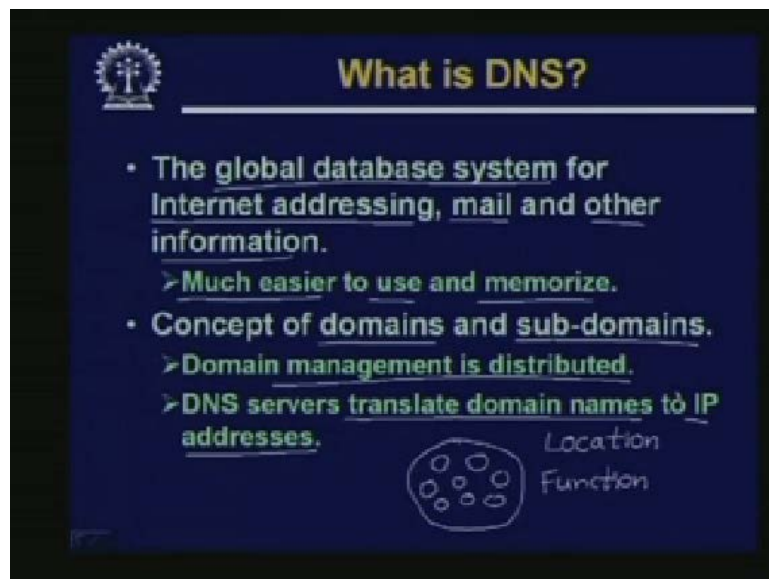 What is DNS?
• The global database system for
Internet addressing, mail and other
information.
➢Much easier to use and memorize.
• Concept of domains and sub-domains.
➢Domain management is distributed.
➢DNS servers translate domain names to IP
addresses.
Location
Function